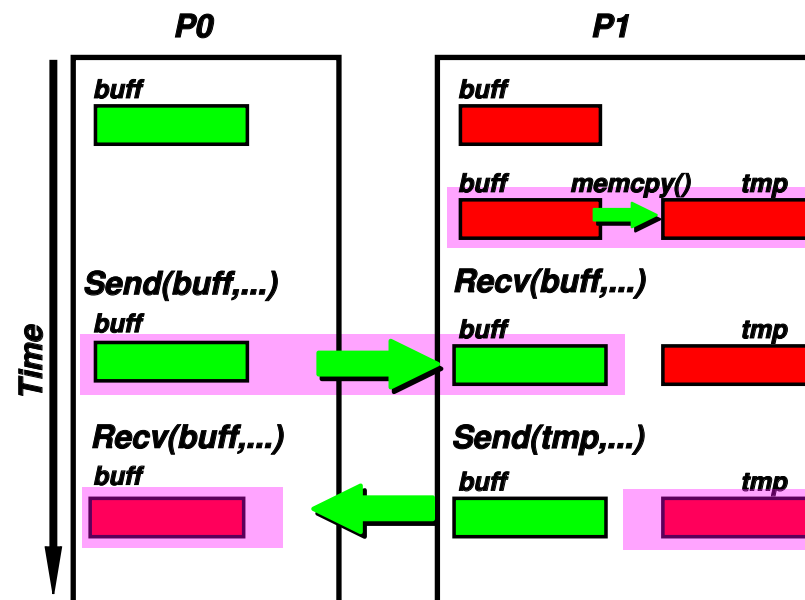 P0
P1
buff
buff
buff
memcpy()
tmp
Send(buff,...)
Recv(buff,...)
buff
buff
tmp
Time
Recv(buff,...)
Send(tmp,...)
buff
buff
tmp